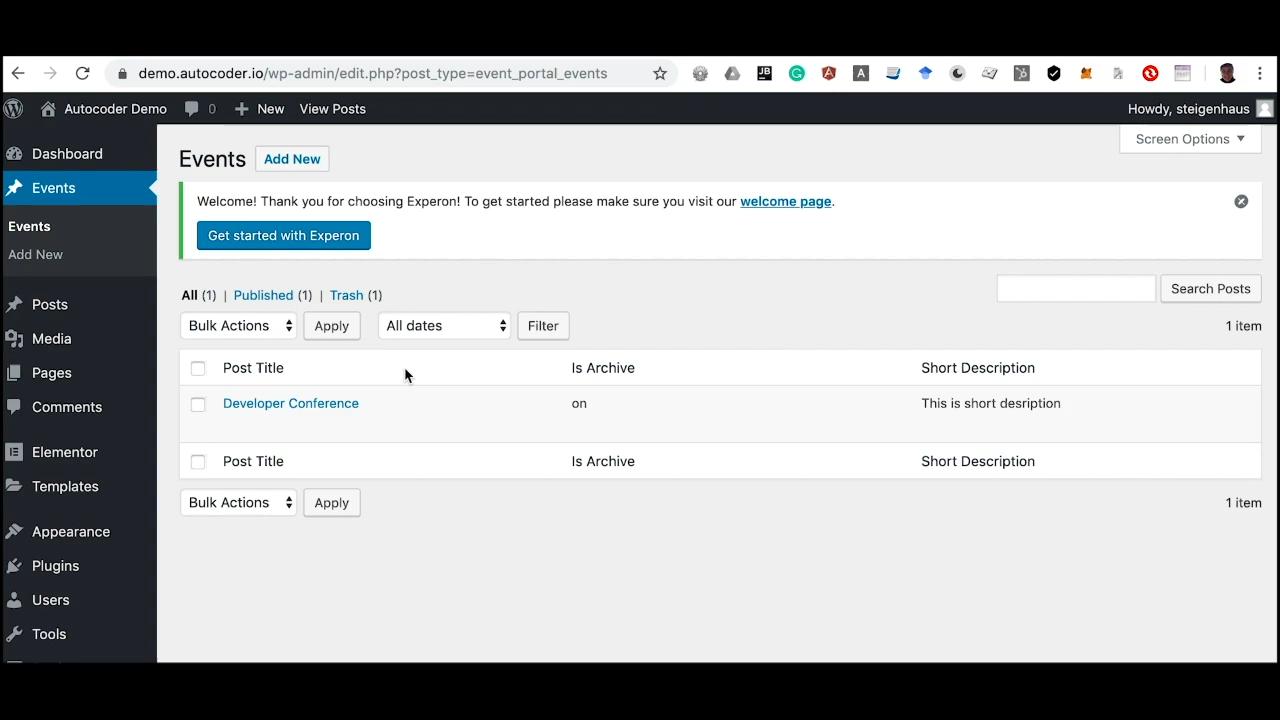 demo.autocoder.io/wp-admin/edit.php?post_type=event_portal_events
Autocoder Demo 0 New View Posts Howdy, steigenhaus
Screen Options
Dashboard
Events
Events
Add New
Posts
Media
Pages
Comments
Elementor
Templates
Appearance
Plugins
Users
Tools
Events Add New
Welcome! Thank you for choosing Experon! To get started please make sure you visit our welcome page.
Get started with Experon
All (1) | Published (1) | Trash (1)
Search Posts
Bulk Actions Apply All dates Filter 1 item
Post Title Is Archive Short Description
Developer Conference on This is short desription
Post Title Is Archive Short Description
Bulk Actions Apply 1 item